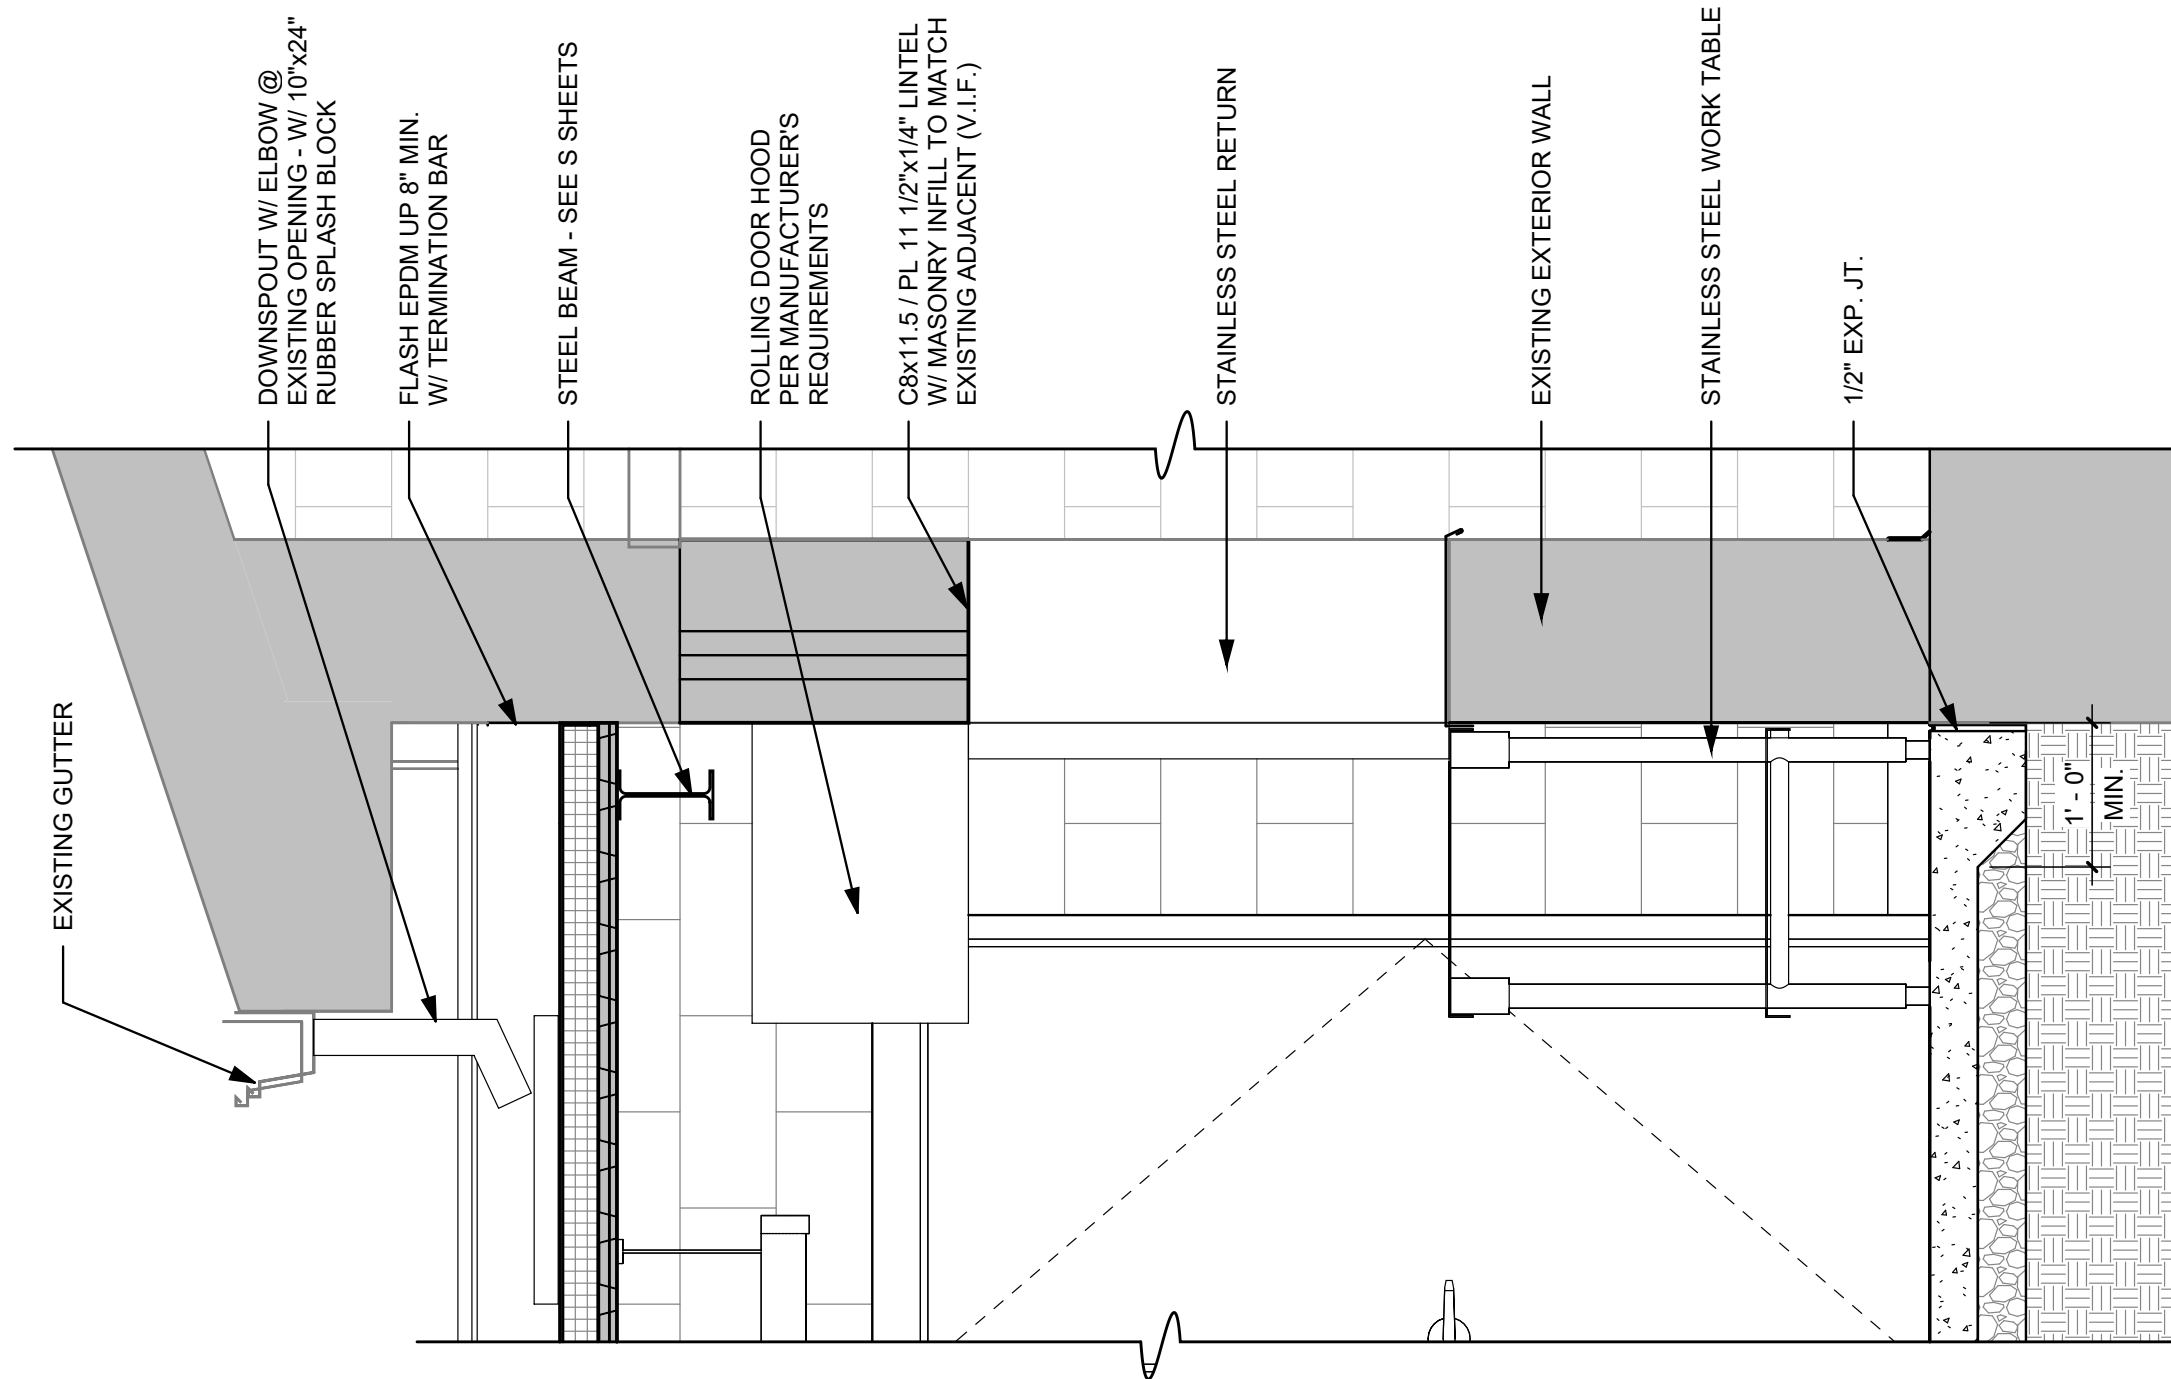 EXISTING GUTTER
DOWNSPOUT W/ ELBOW @
EXISTING OPENING - W/ 10"x24"
RUBBER SPLASH BLOCK
FLASH EPDM UP 8" MIN.
W/ TERMINATION BAR
STEEL BEAM - SEE S SHEETS
ROLLING DOOR HOOD
PER MANUFACTURER'S
REQUIREMENTS
C8x11.5 / PL 11 1/2"x1/4" LINTEL
W/ MASONRY INFILL TO MATCH
EXISTING ADJACENT (V.I.F.)
STAINLESS STEEL RETURN
EXISTING EXTERIOR WALL
STAINLESS STEEL WORK TABLE
1/2" EXP. JT.
1' - 0"
MIN.